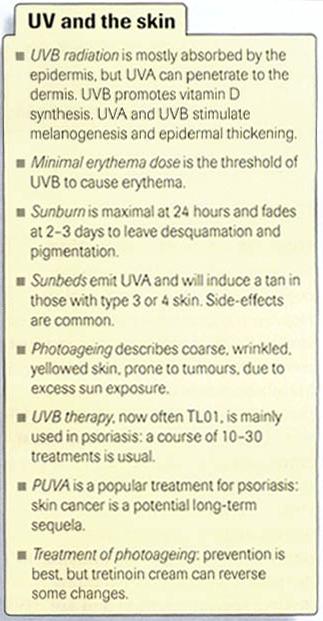 UV and the skin
■ UVB radiation is mostly absorbed by the
epidermis, but UVA can penetrate to the
dermis. UVB promotes vitamin D
synthesis. UVA and UVB stimulate
melanogenesis and epidermal thickening.
■ Minimal erythema dose is the threshold of
UVB to cause erythema.
■ Sunburn is maximal at 24 hours and fades
at 2–3 days to leave desquamation and
pigmentation.
■ Sunbeds emit UVA and will induce a tan in
those with type 3 or 4 skin. Side-effects
are common.
■ Photoageing describes coarse, wrinkled,
yellowed skin, prone to tumours, due to
excess sun exposure.
■ UVB therapy, now often TL01, is mainly
used in psoriasis: a course of 10–30
treatments is usual.
■ PUVA is a popular treatment for psoriasis:
skin cancer is a potential long-term
sequela.
■ Treatment of photoageing: prevention is
best, but tretinoin cream can reverse
some changes.